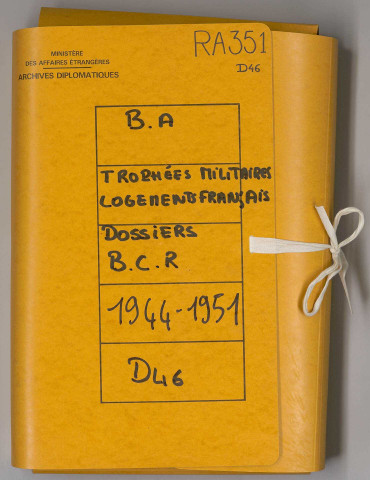 MINISTÈRE
DES AFFAIRES ÉTRANGÈRES
ARCHIVES DIPLOMATIQUES
RA351
D46
B.A
TROPHÉES MILITAIRES
LOGEMENTS FRANÇAIS
DOSSIERS
B.C.R
1944-1951
D46